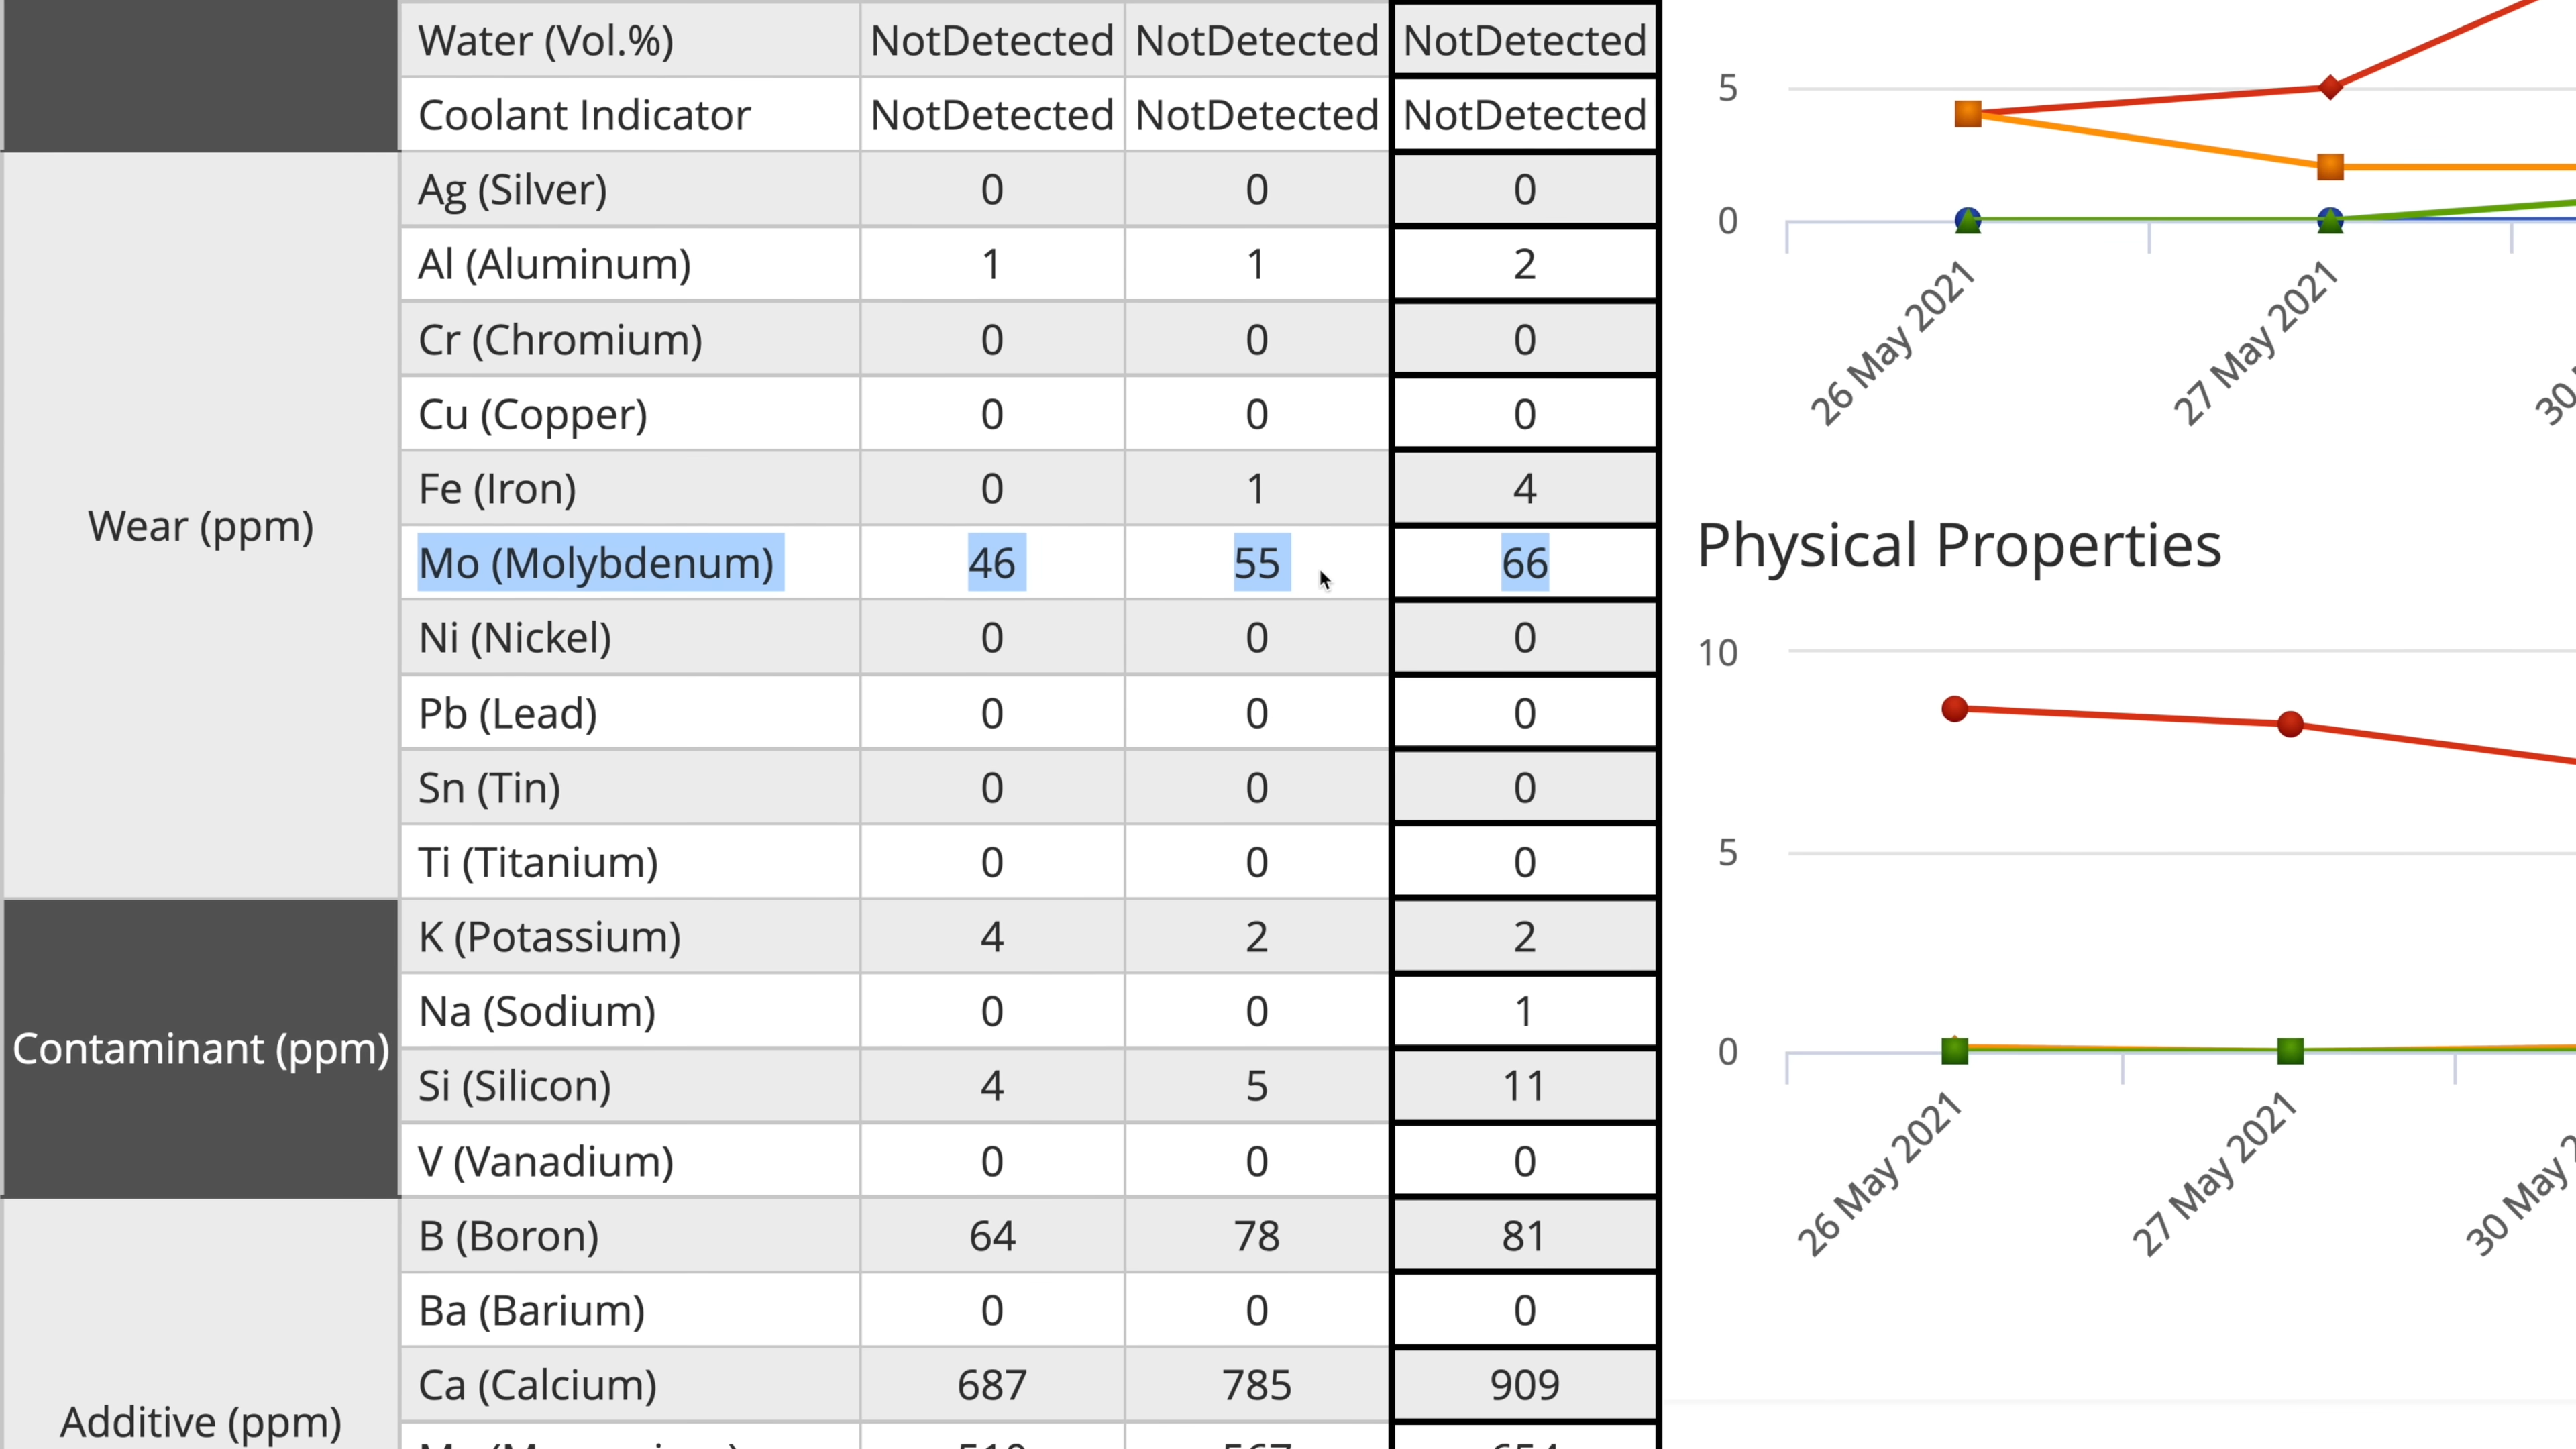 Water (Vol.%) NotDetected NotDetected NotDetected
Coolant Indicator NotDetected NotDetected NotDetected
Wear (ppm)
Ag (Silver) 0 0 0
Al (Aluminum) 1 1 2
Cr (Chromium) 0 0 0
Cu (Copper) 0 0 0
Fe (Iron) 0 1 4
Mo (Molybdenum) 46 55 66
Ni (Nickel) 0 0 0
Pb (Lead) 0 0 0
Sn (Tin) 0 0 0
Ti (Titanium) 0 0 0
Contaminant (ppm)
K (Potassium) 4 2 2
Na (Sodium) 0 0 1
Si (Silicon) 4 5 11
V (Vanadium) 0 0 0
Additive (ppm)
B (Boron) 64 78 81
Ba (Barium) 0 0 0
Ca (Calcium) 687 785 909
5
0
26 May 2021
27 May 2021
30
Physical Properties
10
5
0
26 May 2021
27 May 2021
30 May